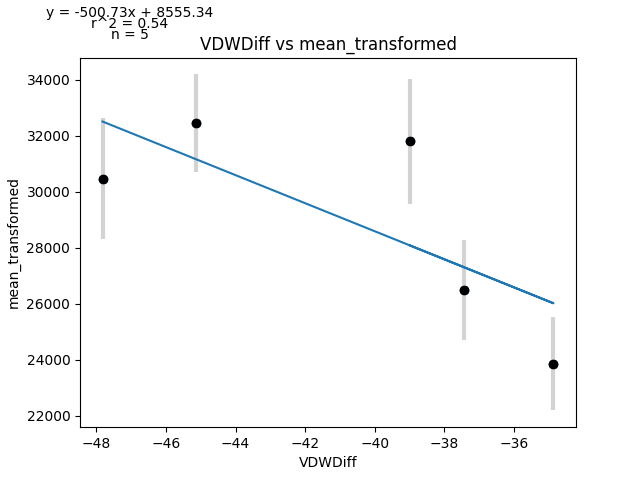 y = -500.73x + 8555.34
r^2 = 0.54
n = 5
VDWDiff vs mean_transformed
34000
32000
30000
28000
26000
24000
22000
mean_transformed
−48
−46
−44
−42
−40
−38
−36
VDWDiff